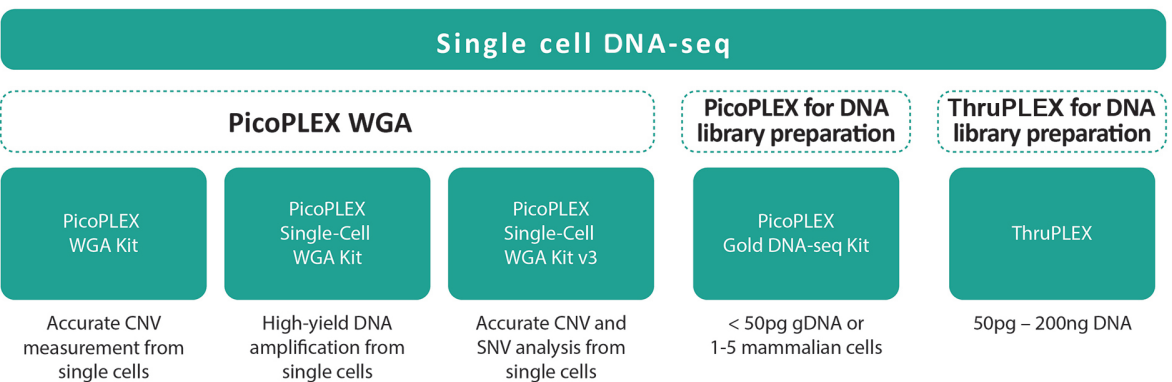 Single cell DNA-seq
PicoPLEX WGA
PicoPLEX for DNA
library preparation
ThruPLEX for DNA
library preparation
PicoPLEX
WGA Kit
PicoPLEX
Single-Cell
WGA Kit
PicoPLEX
Single-Cell
WGA Kit v3
PicoPLEX
Gold DNA-seq Kit
ThruPLEX
Accurate CNV
measurement from
single cells
High-yield DNA
amplification from
single cells
Accurate CNV and
SNV analysis from
single cells
< 50pg gDNA or
1-5 mammalian cells
50pg – 200ng DNA